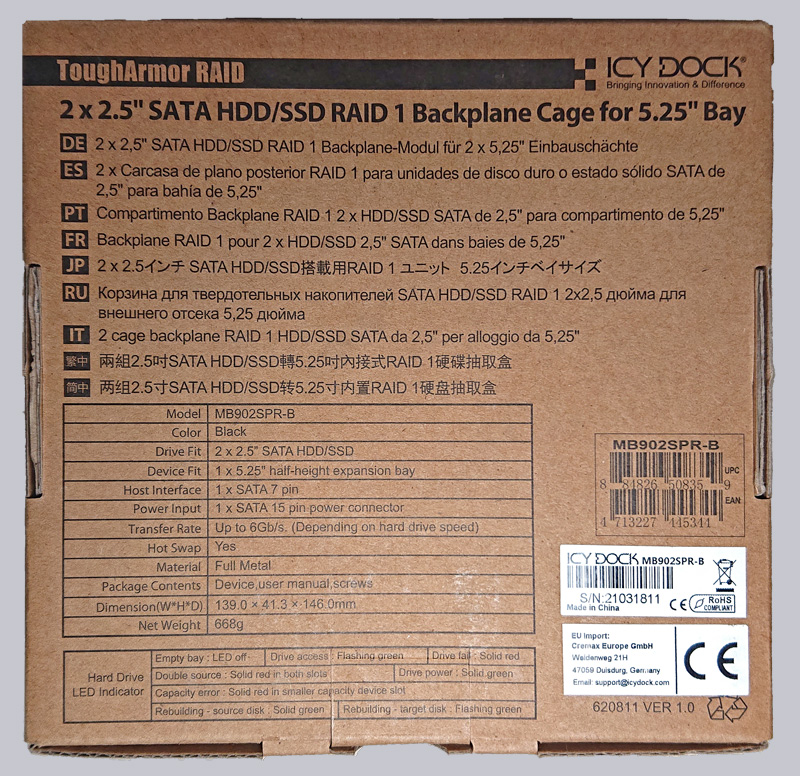 ToughArmor RAID
ICY DOCK®
Bringing Innovation & Difference
2 x 2.5" SATA HDD/SSD RAID 1 Backplane Cage for 5.25" Bay
DE 2 x 2,5" SATA HDD/SSD RAID 1 Backplane-Modul für 2 x 5,25" Einbauschächte
ES 2 x Carcasa de plano posterior RAID 1 para unidades de disco duro o estado sólido SATA de
2,5" para bahía de 5,25"
PT Compartimento Backplane RAID 1 2 x HDD/SSD SATA de 2,5" para compartimento de 5,25"
FR Backplane RAID 1 pour 2 x HDD/SSD 2,5" SATA dans baies de 5,25"
JP 2 x 2.5インチ SATA HDD/SSD搭載用RAID 1 ユニット 5.25インチベイサイズ
RU Корзина для твердотельных накопителей SATA HDD/SSD RAID 1 2x2,5 дюйма для
внешнего отсека 5,25 дюйма
IT 2 cage backplane RAID 1 HDD/SSD SATA da 2,5" per alloggio da 5,25"
繁中 兩組2.5吋SATA HDD/SSD轉5.25吋內接式RAID 1硬碟抽取盒
简中 两组2.5寸SATA HDD/SSD转5.25寸内置RAID 1硬盘抽取盒
Model MB902SPR-B
Color Black
Drive Fit 2 x 2.5" SATA HDD/SSD
Device Fit 1 x 5.25" half-height expansion bay
Host Interface 1 x SATA 7 pin
Power Input 1 x SATA 15 pin power connector
Transfer Rate Up to 6Gb/s. (Depending on hard drive speed)
Hot Swap Yes
Material Full Metal
Package Contents Device,user manual,screws
Dimension(W*H*D) 139.0 × 41.3 × 146.0mm
Net Weight 668g
Hard Drive
LED Indicator
Empty bay : LED off Drive access : Flashing green Drive fail : Solid red
Double source : Solid red in both slots Drive power : Solid green
Capacity error : Solid red in smaller capacity device slot
Rebuilding - source disk : Solid green Rebuilding - target disk : Flashing green
MB902SPR-B
UPC
8 84826 50835 9
EAN
4 713227 145344
ICY DOCK MB902SPR-B
S/N:21031811
Made in China
CE RoHS
COMPLIANT
EU Import:
Cremax Europe GmbH
Weidenweg 21H
47059 Duisdurg, Germany
Email: support@icydock.com
CE
620811 VER 1.0